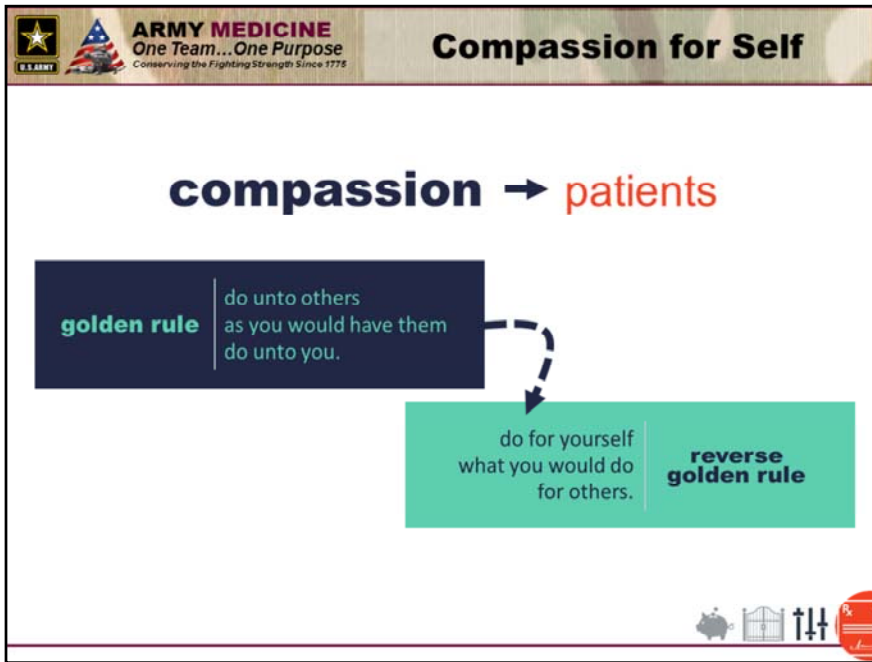 ARMY MEDICINE
One Team...One Purpose
Conserving the Fighting Strength Since 1775
U.S.ARMY
Compassion for Self
compassion → patients
golden rule
do unto others
as you would have them
do unto you.
do for yourself
what you would do
for others.
reverse
golden rule
Rx